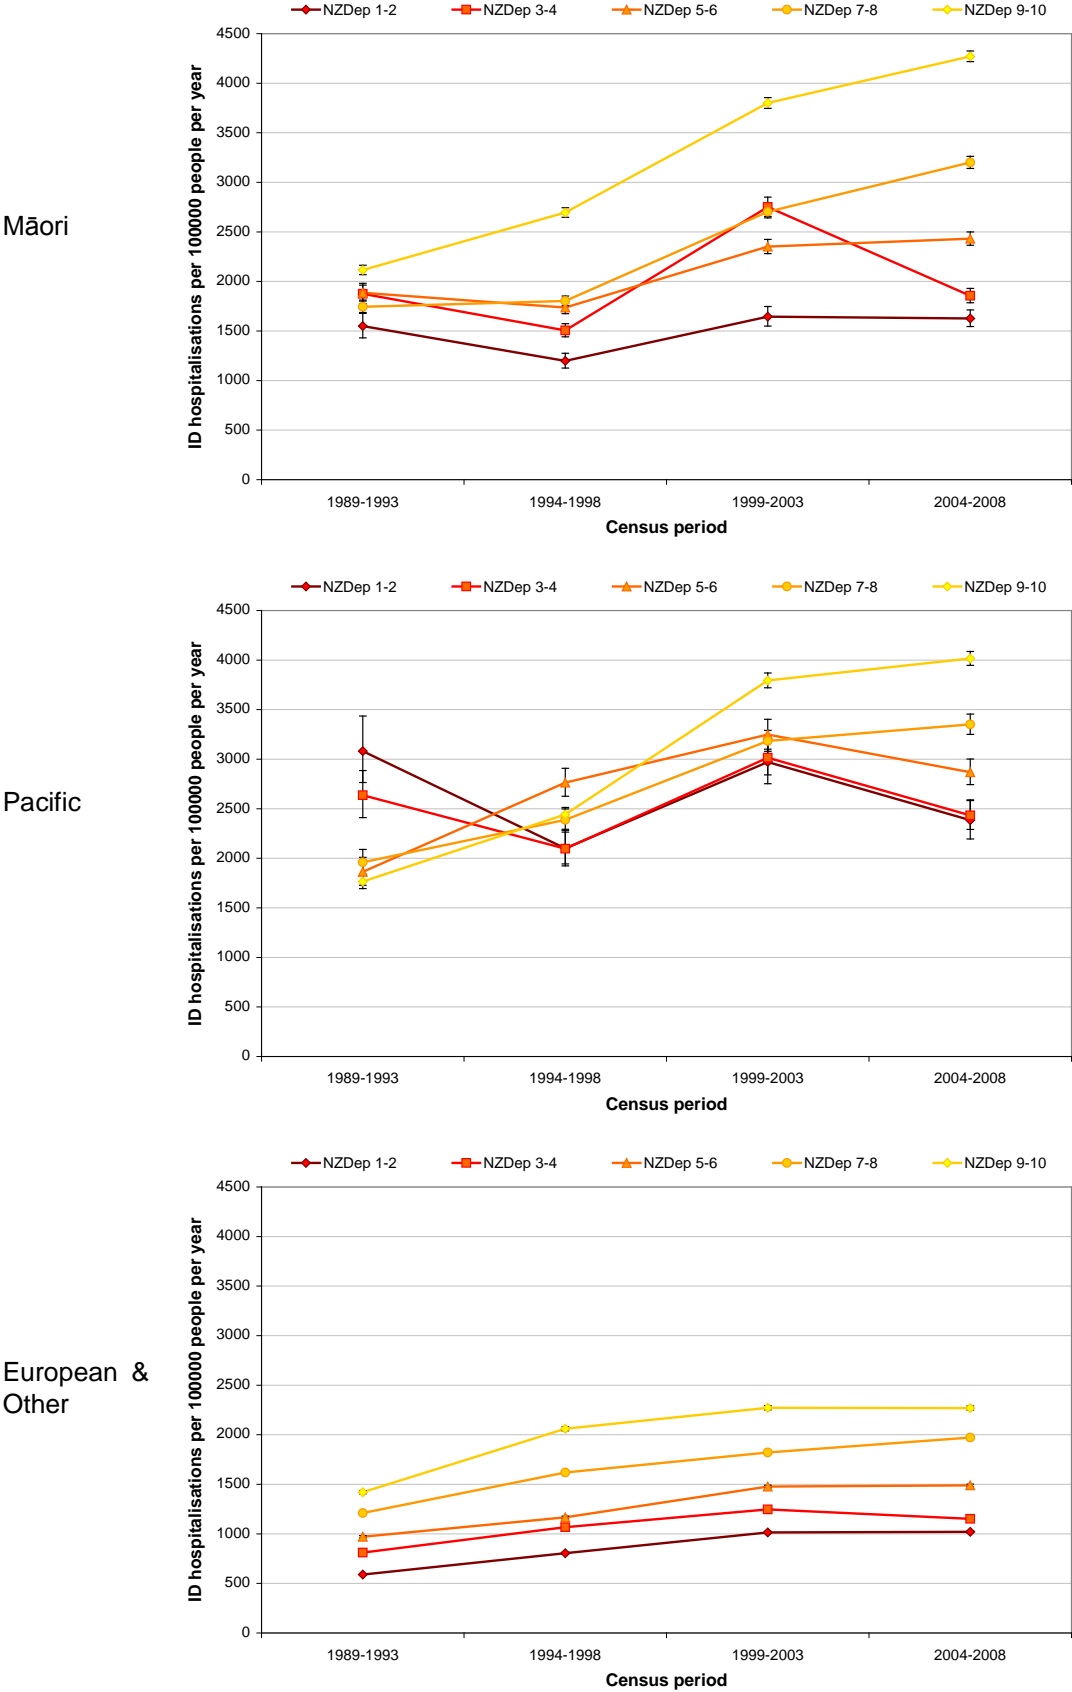 NZDep 1-2 NZDep 3-4 NZDep 5-6 NZDep 7-8 NZDep 9-10
Māori
ID hospitalisations per 100000 people per year
4500
4000
3500
3000
2500
2000
1500
1000
500
0
1989-1993 1994-1998 1999-2003 2004-2008
Census period
NZDep 1-2 NZDep 3-4 NZDep 5-6 NZDep 7-8 NZDep 9-10
Pacific
ID hospitalisations per 100000 people per year
4500
4000
3500
3000
2500
2000
1500
1000
500
0
1989-1993 1994-1998 1999-2003 2004-2008
Census period
NZDep 1-2 NZDep 3-4 NZDep 5-6 NZDep 7-8 NZDep 9-10
European &
Other
ID hospitalisations per 100000 people per year
4500
4000
3500
3000
2500
2000
1500
1000
500
0
1989-1993 1994-1998 1999-2003 2004-2008
Census period